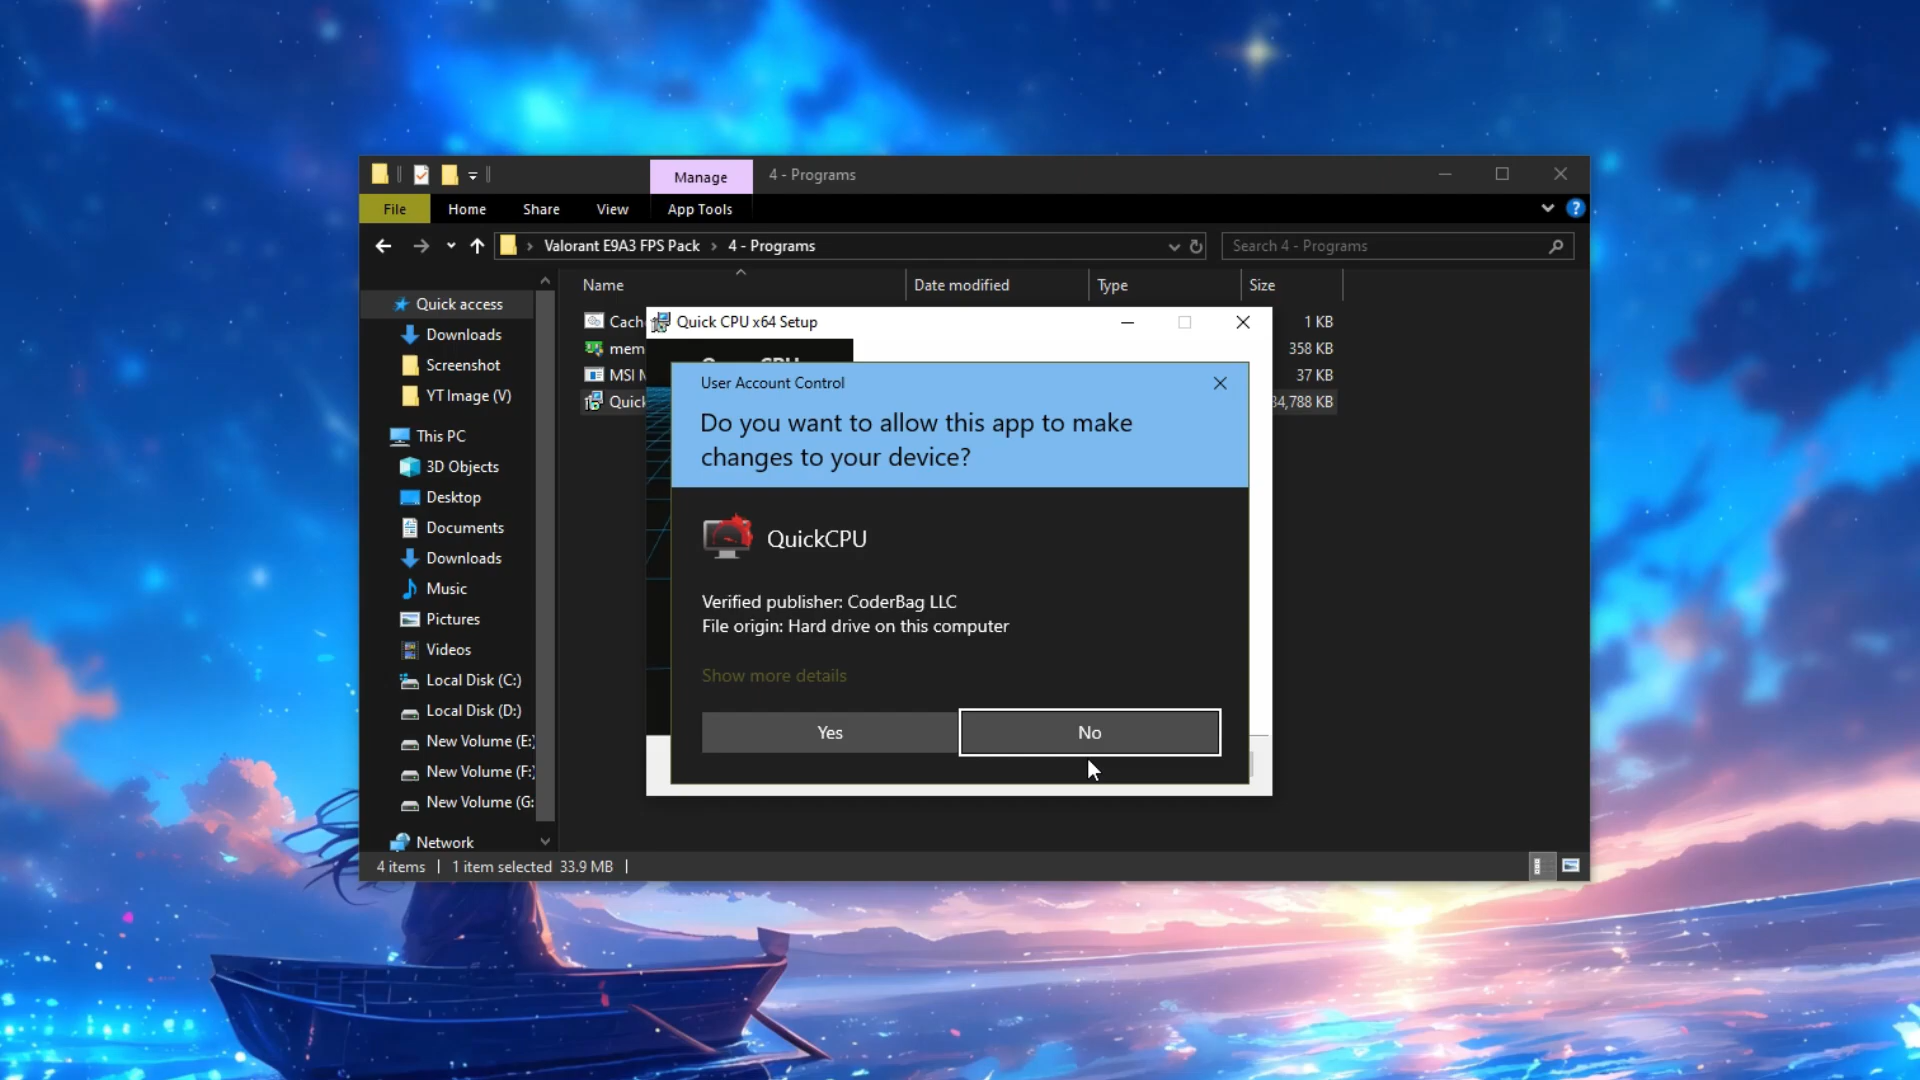 Manage
4 - Programs
File
Home
Share
View
App Tools
Valorant E9A3 FPS Pack > 4 - Programs
Search 4 - Programs
Name
Date modified
Type
Size
Quick access
Downloads
Screenshot
YT Image (V)
This PC
3D Objects
Desktop
Documents
Downloads
Music
Pictures
Videos
Local Disk (C:)
Local Disk (D:)
New Volume (E:)
New Volume (F:)
New Volume (G:
Network
Cach
1 KB
mem
358 KB
MSI M
37 KB
Quick
34,788 KB
Quick CPU x64 Setup
User Account Control
Do you want to allow this app to make
changes to your device?
QuickCPU
Verified publisher: CoderBag LLC
File origin: Hard drive on this computer
Show more details
Yes
No
4 items
1 item selected 33.9 MB